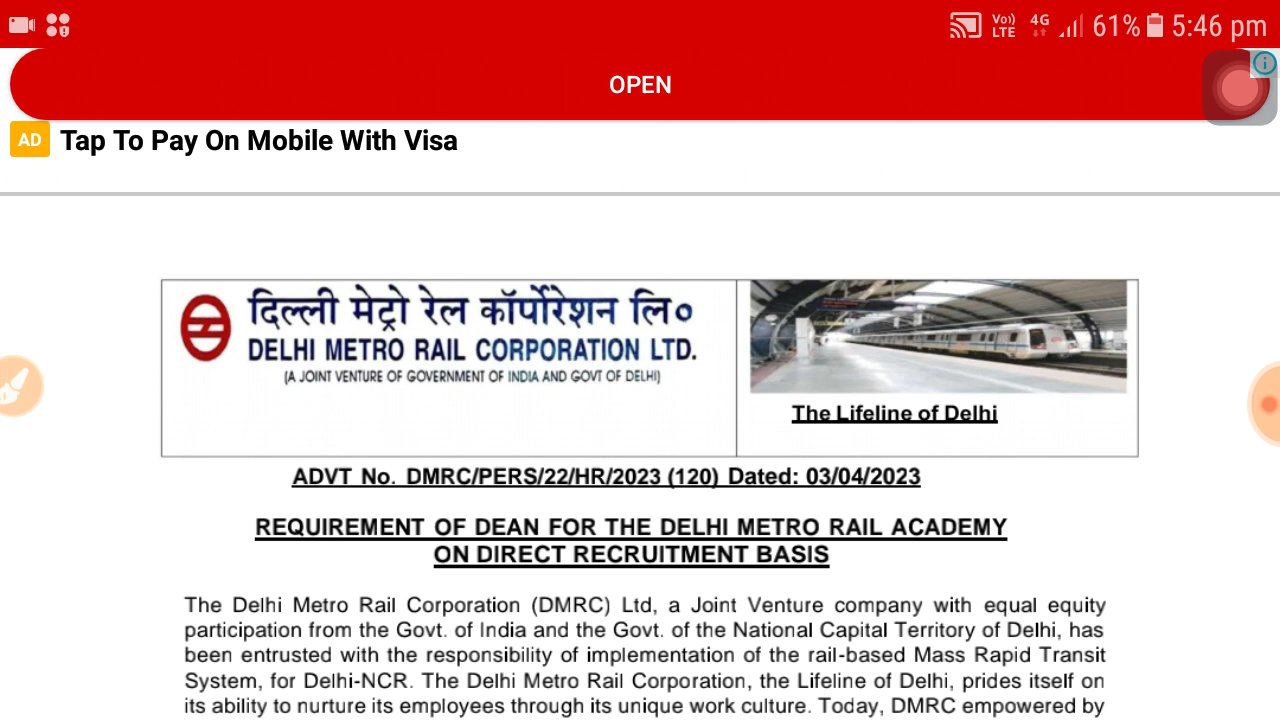 VoI) LTE 4G 61% 5:46 pm
OPEN
AD Tap To Pay On Mobile With Visa
दिल्ली मेट्रो रेल कॉर्पोरेशन लि०
DELHI METRO RAIL CORPORATION LTD.
(A JOINT VENTURE OF GOVERNMENT OF INDIA AND GOVT OF DELHI)
The Lifeline of Delhi
ADVT No. DMRC/PERS/22/HR/2023 (120) Dated: 03/04/2023
REQUIREMENT OF DEAN FOR THE DELHI METRO RAIL ACADEMY
ON DIRECT RECRUITMENT BASIS
The Delhi Metro Rail Corporation (DMRC) Ltd, a Joint Venture company with equal equity
participation from the Govt. of India and the Govt. of the National Capital Territory of Delhi, has
been entrusted with the responsibility of implementation of the rail-based Mass Rapid Transit
System, for Delhi-NCR. The Delhi Metro Rail Corporation, the Lifeline of Delhi, prides itself on
its ability to nurture its employees through its unique work culture. Today, DMRC empowered by